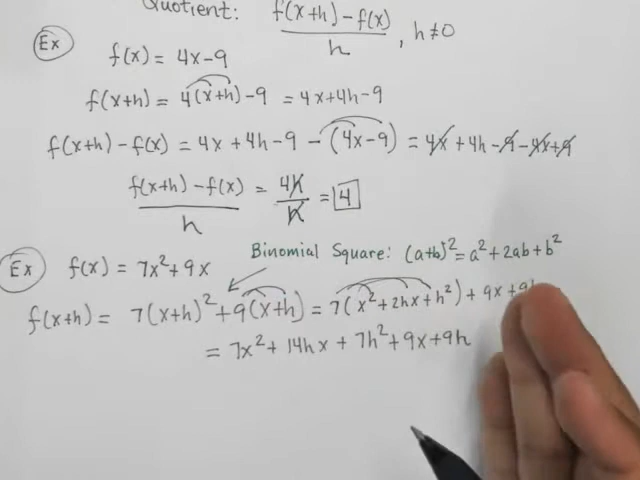 Quotient: f(x+h)-f(x) / h , h≠0
Ex f(x) = 4x-9
f(x+h) = 4(x+h)-9 = 4x+4h-9
f(x+h)-f(x) = 4x+4h-9-(4x-9) = 4x+4h-9-4x+9
f(x+h)-f(x) / h = 4h / h = 4
Binomial Square: (a+b)²=a²+2ab+b²
Ex f(x) = 7x²+9x
f(x+h) = 7(x+h)²+9(x+h) = 7(x²+2hx+h²)+9x+9h
= 7x²+14hx+7h²+9x+9h